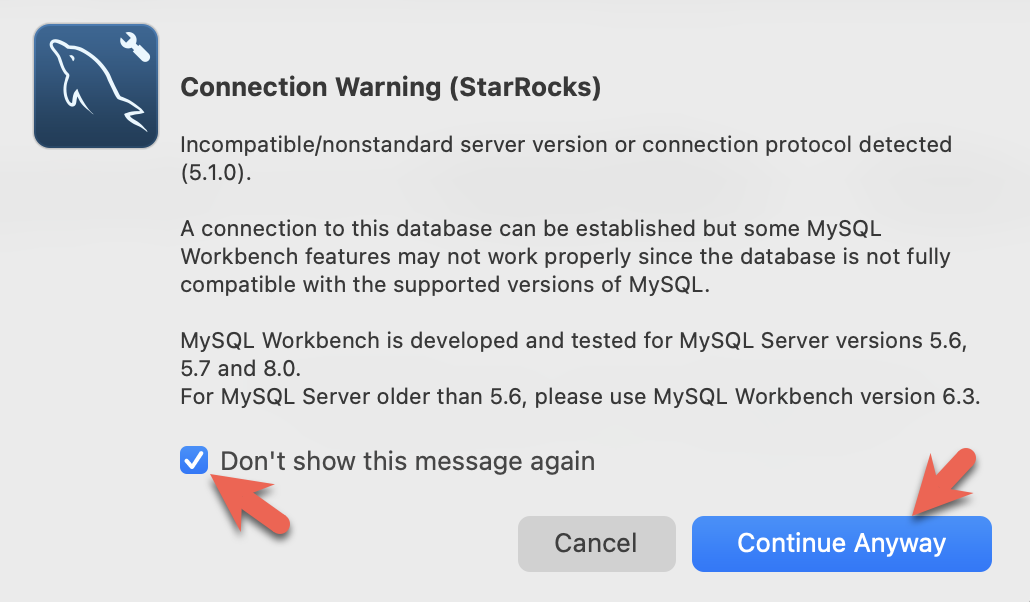 Connection Warning (StarRocks)
Incompatible/nonstandard server version or connection protocol detected
(5.1.0).
A connection to this database can be established but some MySQL
Workbench features may not work properly since the database is not fully
compatible with the supported versions of MySQL.
MySQL Workbench is developed and tested for MySQL Server versions 5.6,
5.7 and 8.0.
For MySQL Server older than 5.6, please use MySQL Workbench version 6.3.
Don't show this message again
Cancel
Continue Anyway